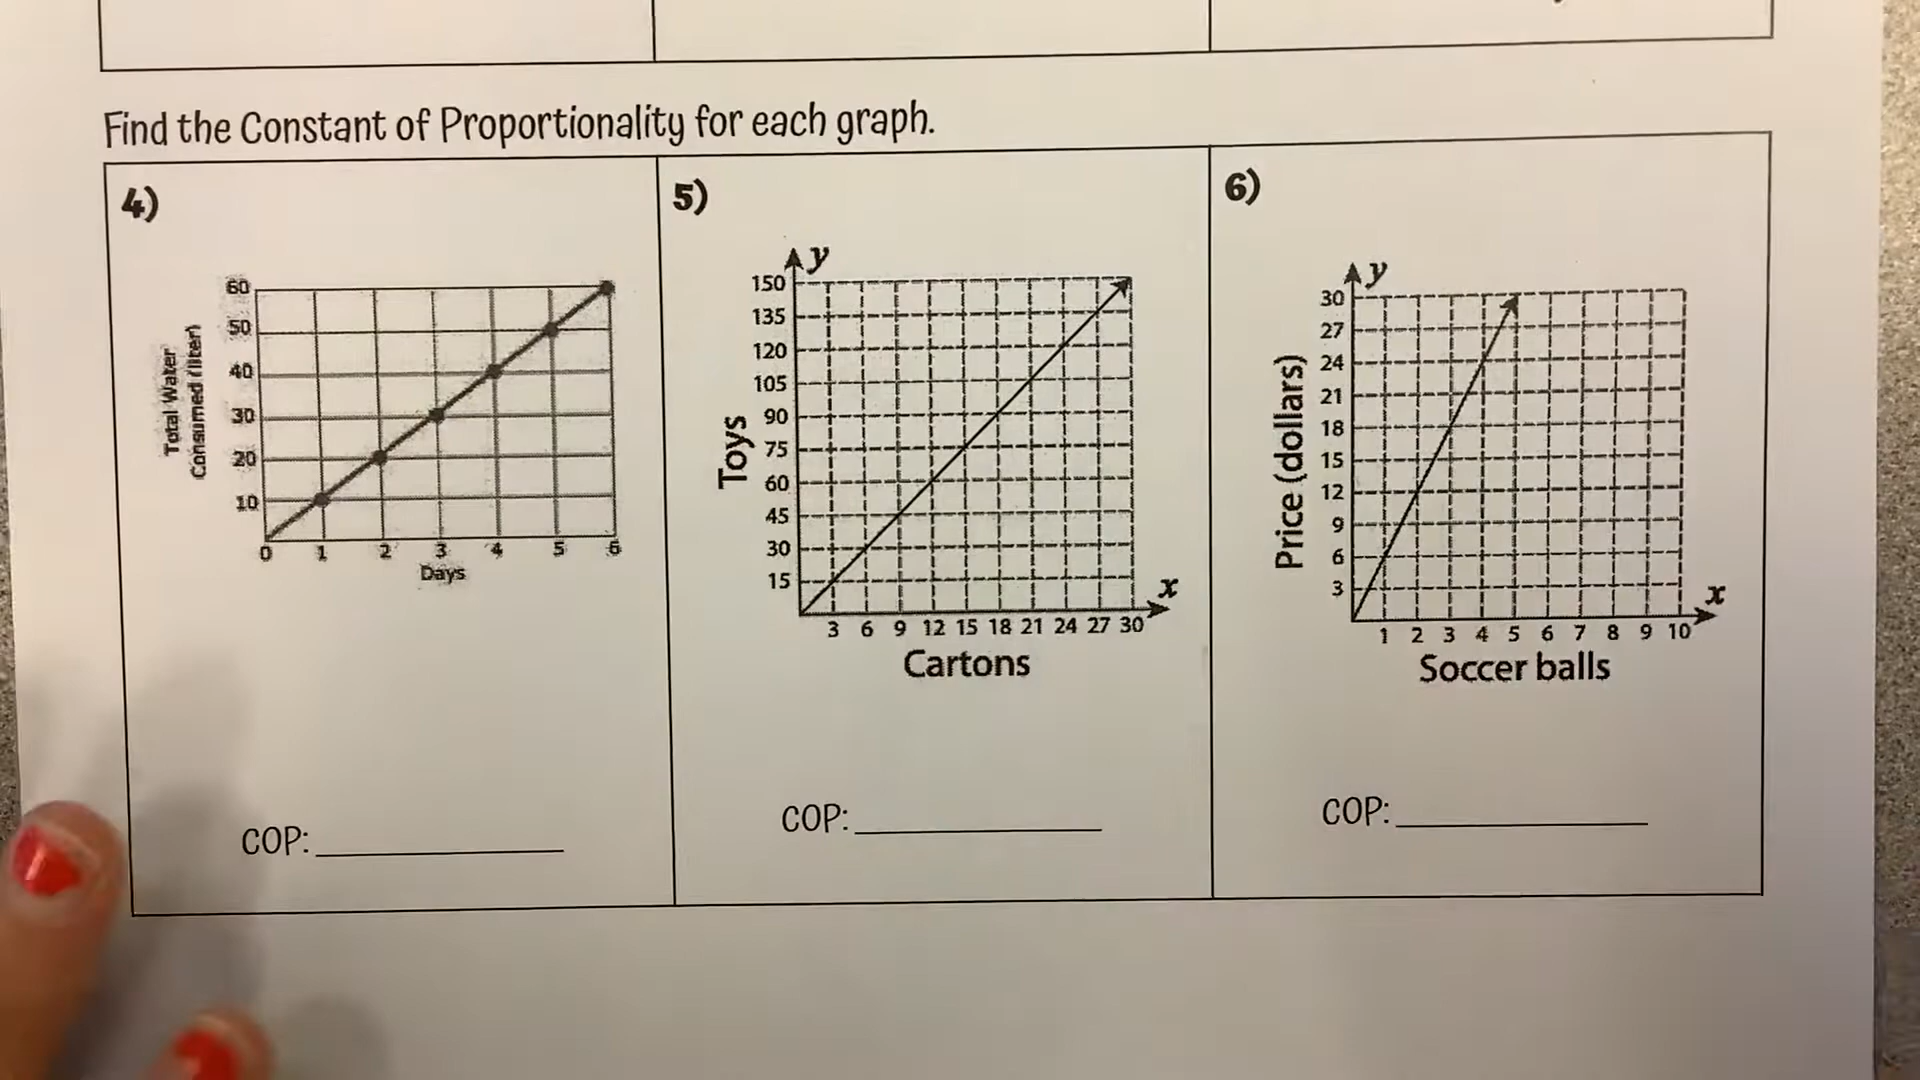 Find the Constant of Proportionality for each graph.
4)
60
50
40
30
20
10
Total Water
Consumed (liter)
0 1 2 3 4 5 6
Days
COP:
5)
y
150
135
120
105
90
75
60
45
30
15
Toys
x
3 6 9 12 15 18 21 24 27 30
Cartons
COP:
6)
y
30
27
24
21
18
15
12
9
6
3
Price (dollars)
x
1 2 3 4 5 6 7 8 9 10
Soccer balls
COP: